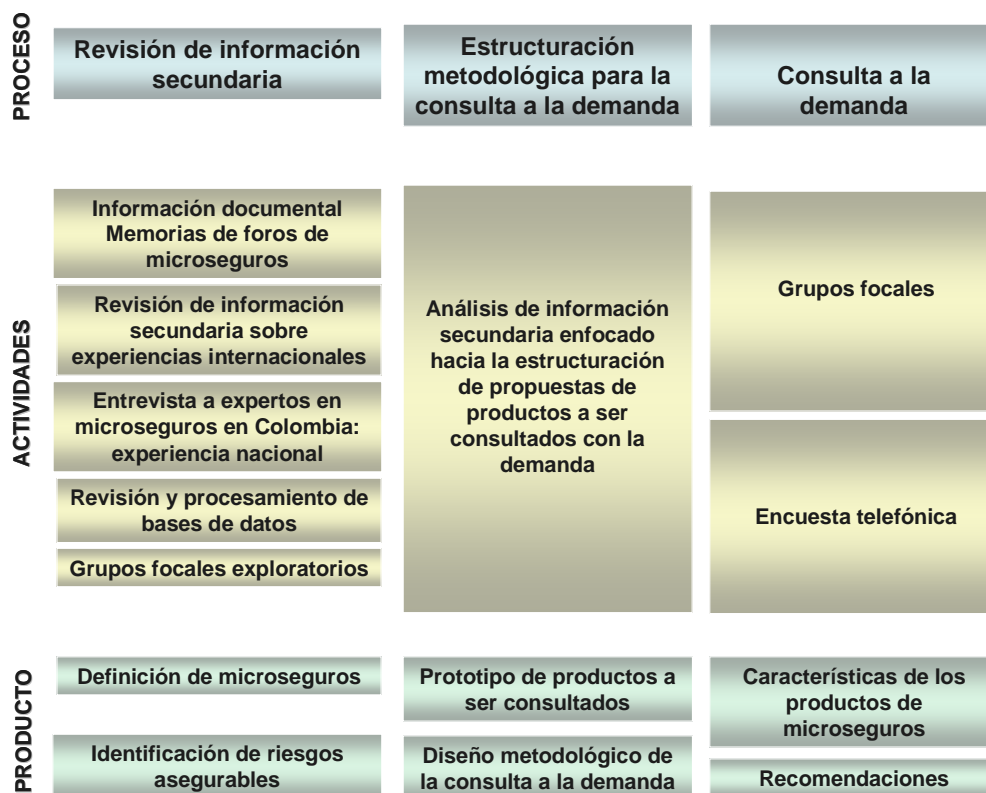 PROCESO
Revisión de información
secundaria
Estructuración
metodológica para la
consulta a la demanda
Consulta a la
demanda
ACTIVIDADES
Información documental
Memorias de foros de
microseguros
Revisión de información
secundaria sobre
experiencias internacionales
Entrevista a expertos en
microseguros en Colombia:
experiencia nacional
Revisión y procesamiento de
bases de datos
Grupos focales exploratorios
Análisis de información
secundaria enfocado
hacia la estructuración
de propuestas de
productos a ser
consultados con la
demanda
Grupos focales
Encuesta telefónica
PRODUCTO
Definición de microseguros
Identificación de riesgos
asegurables
Prototipo de productos a
ser consultados
Diseño metodológico de
la consulta a la demanda
Características de los
productos de
microseguros
Recomendaciones